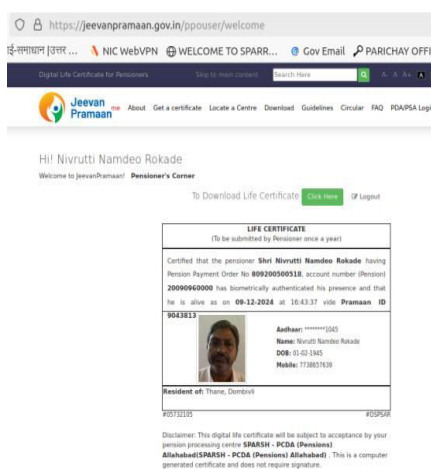 https://jeevanpramaan.gov.in/ppouser/welcome
ई-समाधान |उत्तर ... NIC WebVPN WELCOME TO SPARR... Gov Email PARICHAY OFFI
Digital Life Certificate for Pensioners Skip to main content Search Here A- A A+ A
Jeevan Pramaan me About Get a certificate Locate a Centre Download Guidelines Circular FAQ PDA/PSA Logi
Hi! Nivrutti Namdeo Rokade
Welcome to JeevanPramaan! Pensioner's Corner
To Download Life Certificate Click Here Logout
LIFE CERTIFICATE
(To be submitted by Pensioner once a year)
Certified that the pensioner Shri Nivrutti Namdeo Rokade having
Pension Payment Order No 809200500518, account number (Pension)
20090960000 has biometrically authenticated his presence and that
he is alive as on 09-12-2024 at 16:43:37 vide Pramaan ID
9043813
Aadhaar: ********1045
Name: Nivrutti Namdeo Rokade
DOB: 01-02-1945
Mobile: 7738657639
Resident of: Thane, Dombivli
#05732105 #DSPSAR
Disclaimer: This digital life certificate will be subject to acceptance by your
pension processing centre SPARSH - PCDA (Pensions)
Allahabad(SPARSH - PCDA (Pensions) Allahabad) . This is a computer
generated certificate and does not require signature.